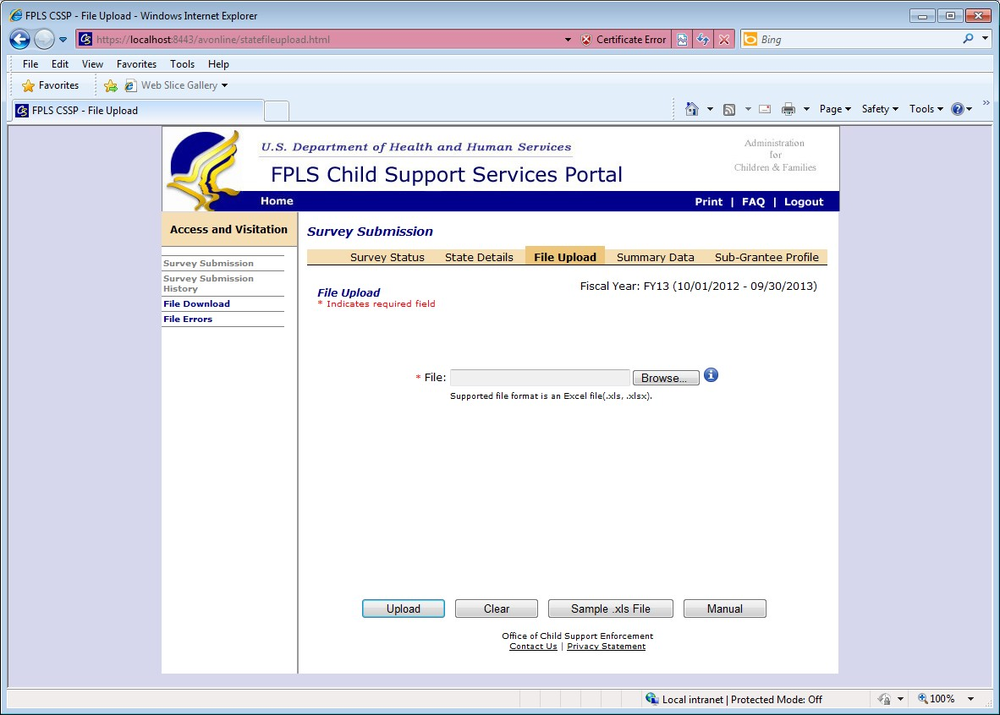 FPLS CSSP - File Upload - Windows Internet Explorer
https://localhost:8443/avonline/statefileupload.html
Certificate Error
Bing
File Edit View Favorites Tools Help
Favorites
Web Slice Gallery
FPLS CSSP - File Upload
Page Safety Tools
U.S. Department of Health and Human Services
FPLS Child Support Services Portal
Administration
for
Children & Families
Home
Print | FAQ | Logout
Access and Visitation
Survey Submission
Survey Submission
History
File Download
File Errors
Survey Submission
Survey Status State Details File Upload Summary Data Sub-Grantee Profile
File Upload
* Indicates required field
Fiscal Year: FY13 (10/01/2012 - 09/30/2013)
* File:
Browse...
Supported file format is an Excel file(.xls, .xlsx).
Upload Clear Sample .xls File Manual
Office of Child Support Enforcement
Contact Us | Privacy Statement
Local intranet | Protected Mode: Off
100%